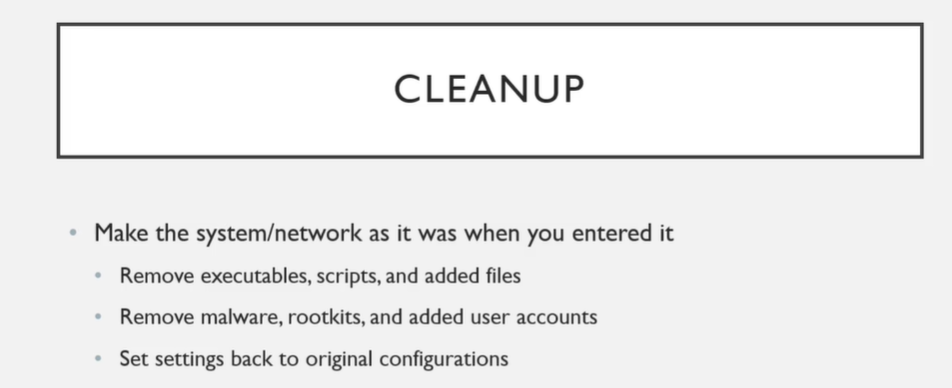 CLEANUP
• Make the system/network as it was when you entered it
• Remove executables, scripts, and added files
• Remove malware, rootkits, and added user accounts
• Set settings back to original configurations